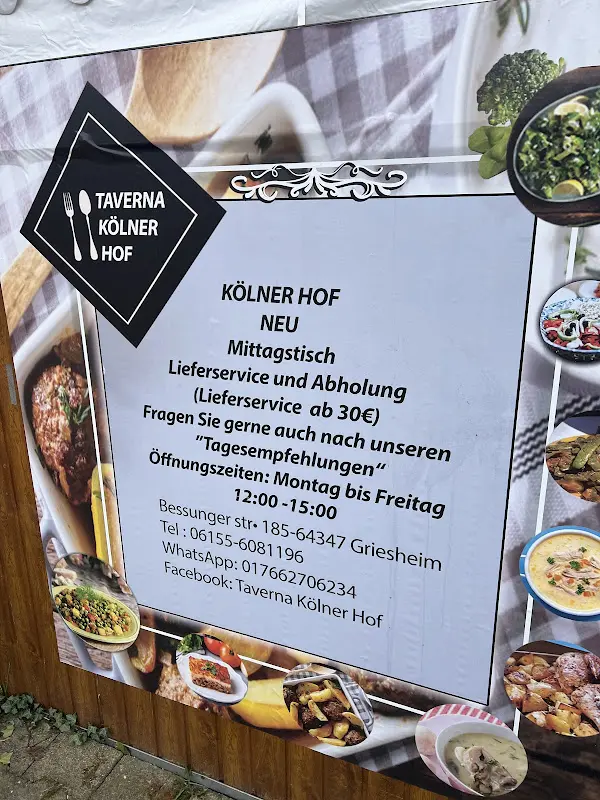 TAVERNA
KÖLNER
HOF
KÖLNER HOF
NEU
Mittagstisch
Lieferservice und Abholung
(Lieferservice ab 30€)
Fragen Sie gerne auch nach unseren
"Tagesempfehlungen“
Öffnungszeiten: Montag bis Freitag
12:00 -15:00
Bessunger str• 185-64347 Griesheim
Tel : 06155-6081196
WhatsApp: 017662706234
Facebook: Taverna Kölner Hof